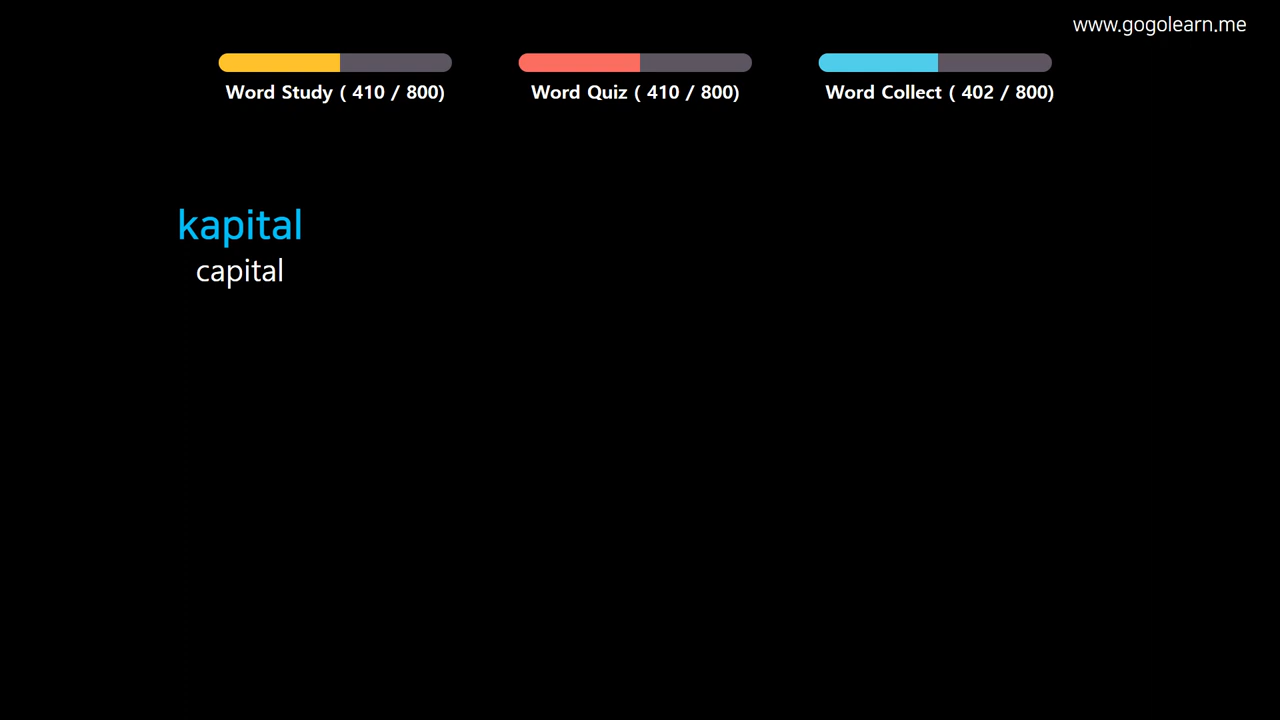 www.gogolearn.me
Word Study ( 410 / 800)
Word Quiz ( 410 / 800)
Word Collect ( 402 / 800)
kapital
capital